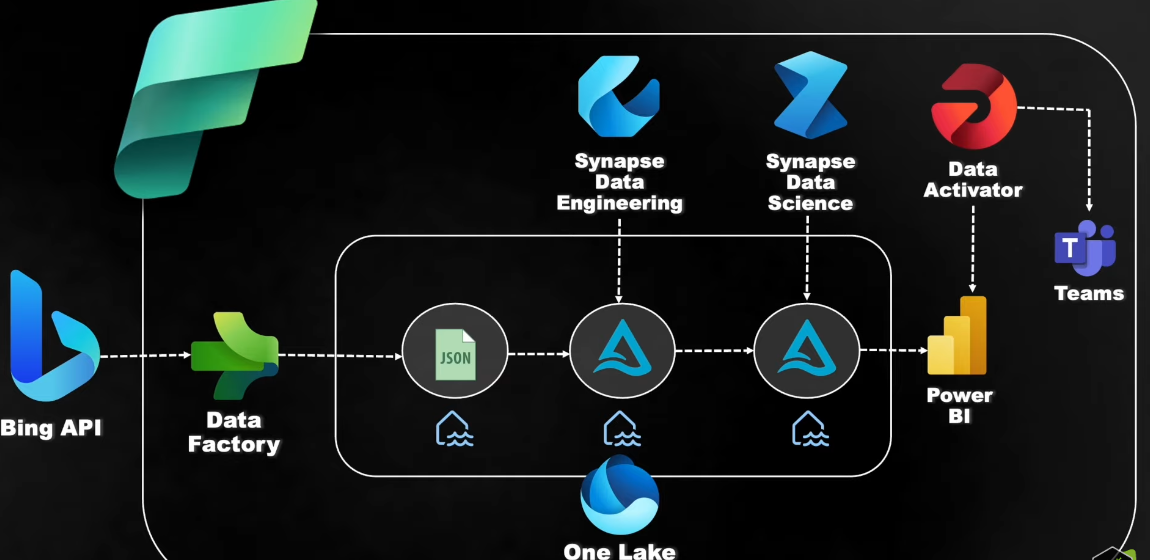 Synapse
Data
Engineering
Synapse
Data
Science
Data
Activator
T
Teams
JSON
Bing API
Data
Factory
Power
BI
One Lake